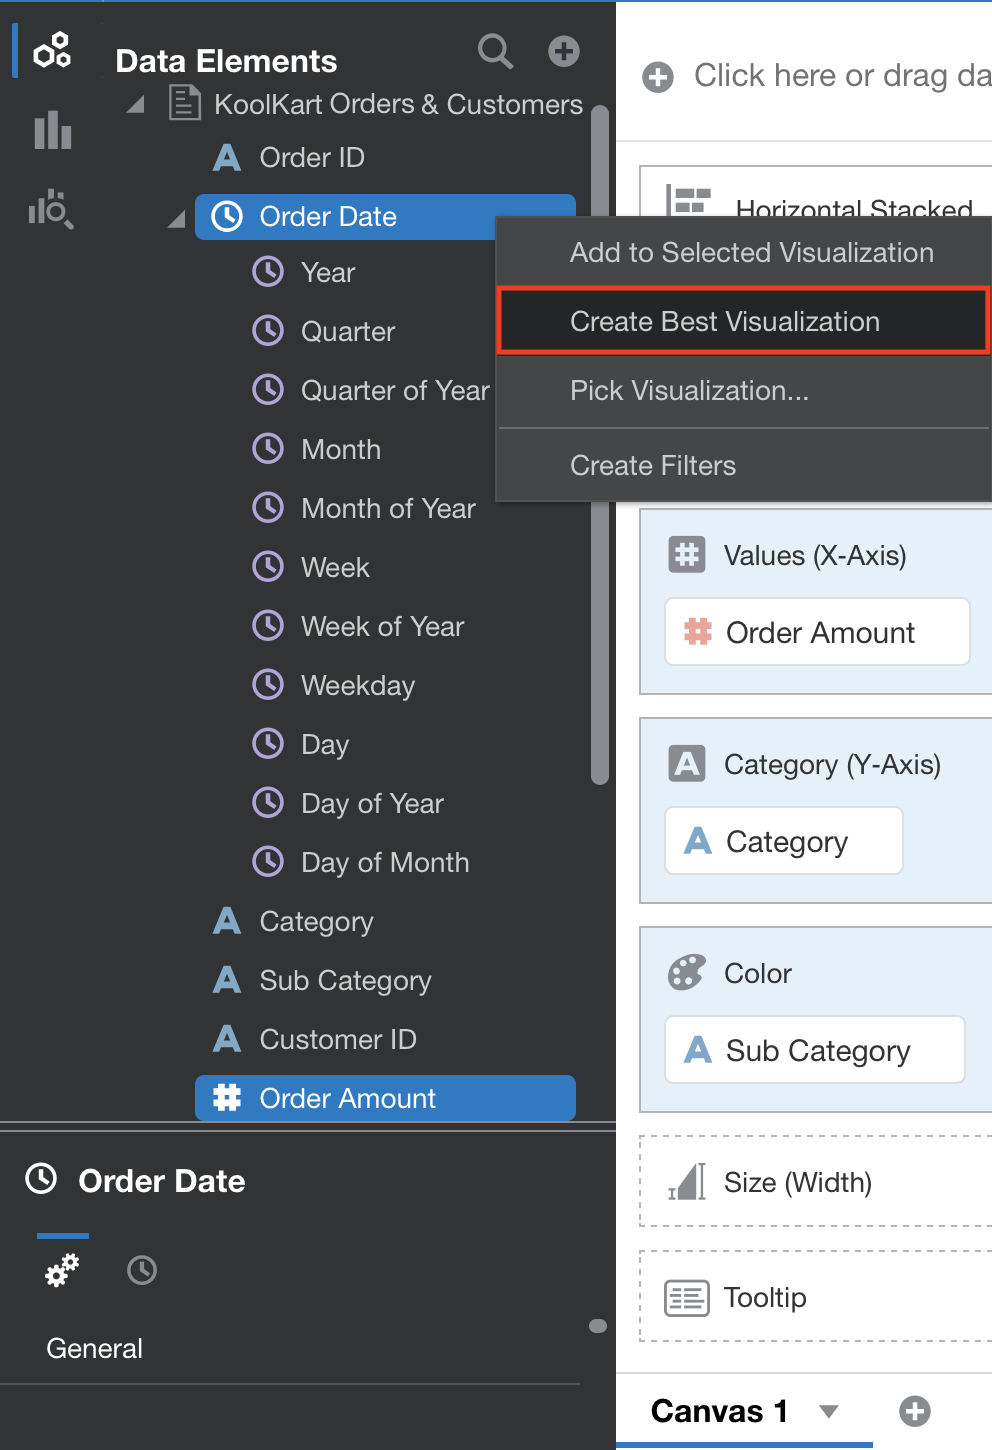 Data Elements
KoolKart Orders & Customers
Order ID
Order Date
Year
Quarter
Quarter of Year
Month
Month of Year
Week
Week of Year
Weekday
Day
Day of Year
Day of Month
Category
Sub Category
Customer ID
Order Amount
Order Date
General
Add to Selected Visualization
Create Best Visualization
Pick Visualization...
Create Filters
Click here or drag da
Horizontal Stacked
Values (X-Axis)
Order Amount
Category (Y-Axis)
Category
Color
Sub Category
Size (Width)
Tooltip
Canvas 1